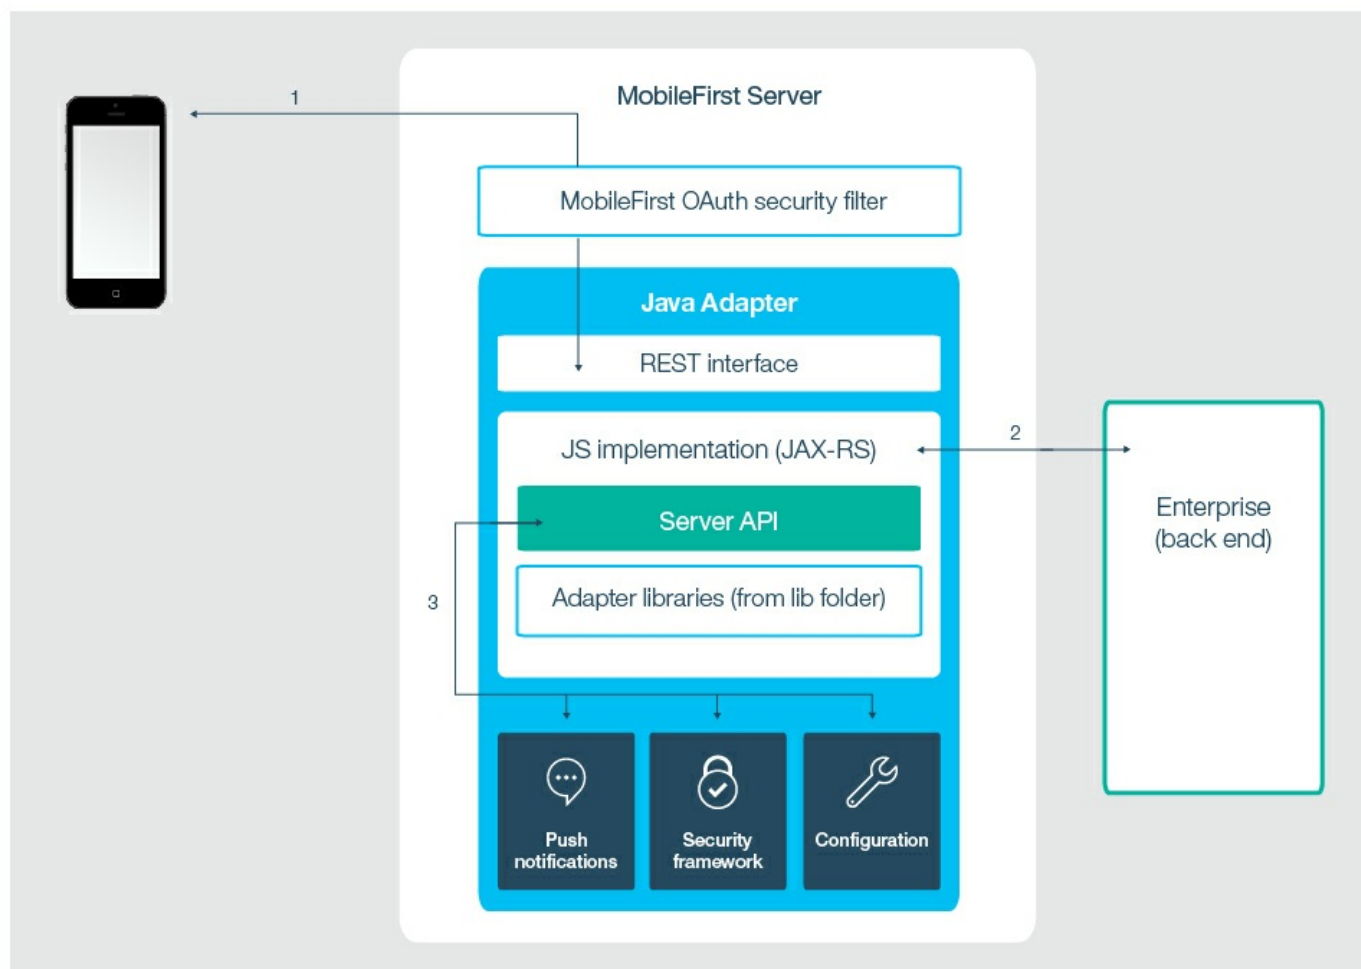 MobileFirst Server
1
MobileFirst OAuth security filter
Java Adapter
REST interface
JS implementation (JAX-RS)
2
Server API
Enterprise
(back end)
Adapter libraries (from lib folder)
3
Push
notifications
Security
framework
Configuration